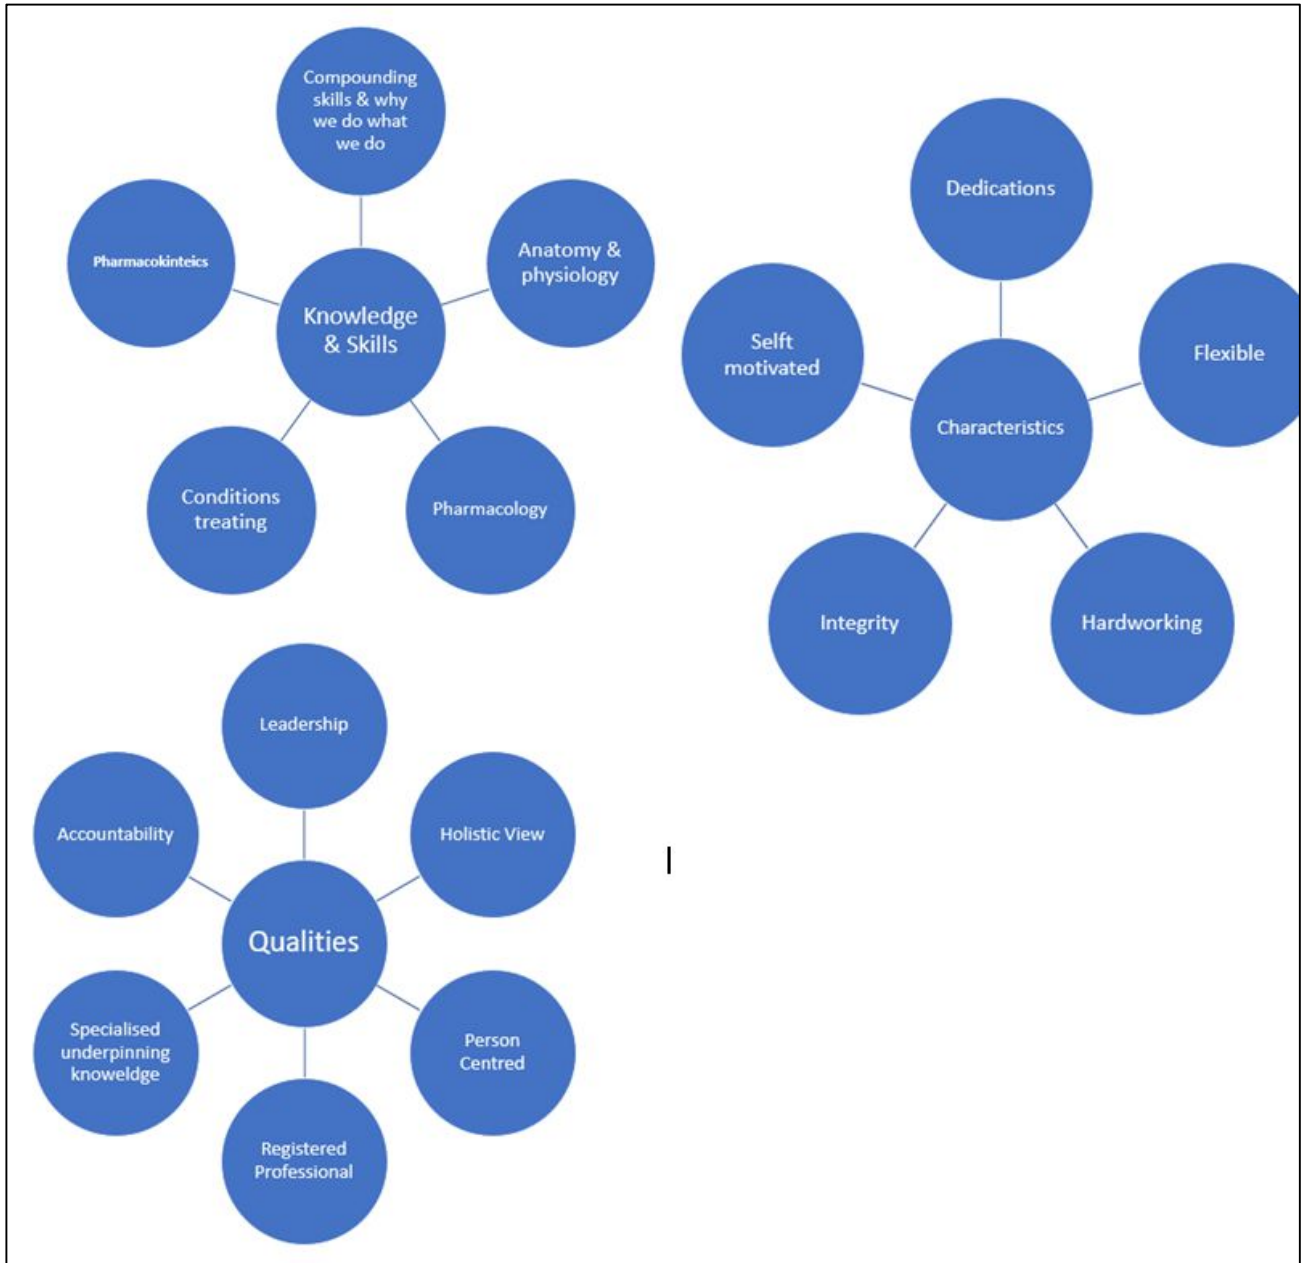 Compounding
skills & why
we do what
we do
Pharmacokinteics
Anatomy &
physiology
Knowledge
& Skills
Conditions
treating
Pharmacology
Dedications
Selft
motivated
Flexible
Characteristics
Integrity
Hardworking
Leadership
Accountability
Holistic View
Qualities
Specialised
underpinning
knoweldge
Person
Centred
Registered
Professional